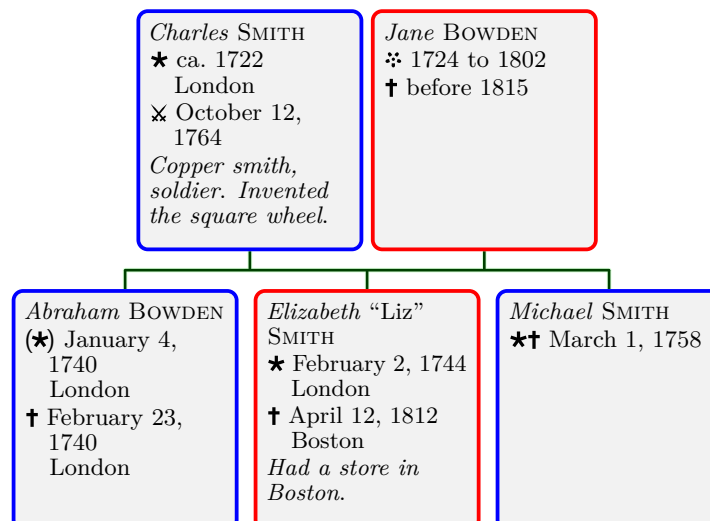 Charles SMITH
★ ca. 1722
London
⚔ October 12,
1764
Copper smith,
soldier. Invented
the square wheel.
Jane BOWDEN
⁘ 1724 to 1802
† before 1815
Abraham BOWDEN
(★) January 4,
1740
London
† February 23,
1740
London
Elizabeth “Liz”
SMITH
★ February 2, 1744
London
† April 12, 1812
Boston
Had a store in
Boston.
Michael SMITH
★† March 1, 1758